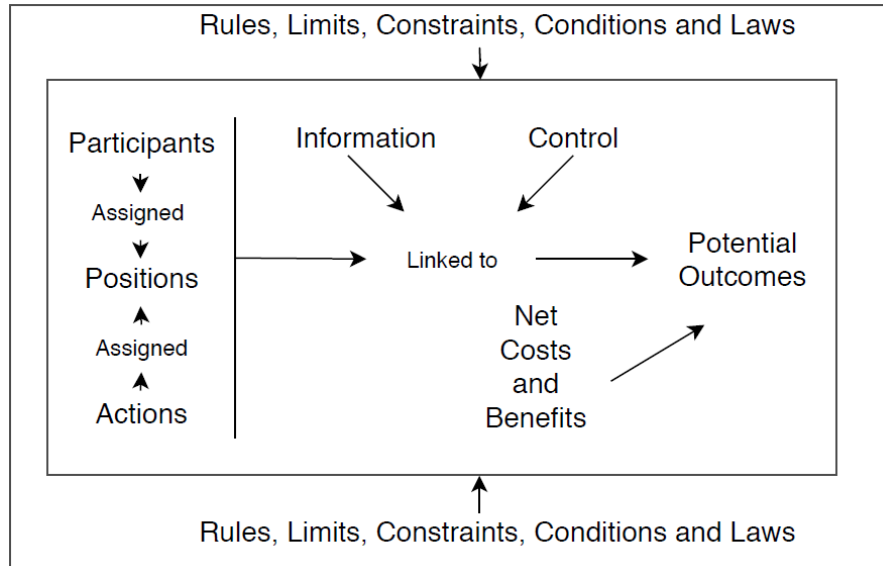 Rules, Limits, Constraints, Conditions and Laws
Participants
Assigned
Positions
Assigned
Actions
Information
Control
Linked to
Net
Costs
and
Benefits
Potential
Outcomes
Rules, Limits, Constraints, Conditions and Laws